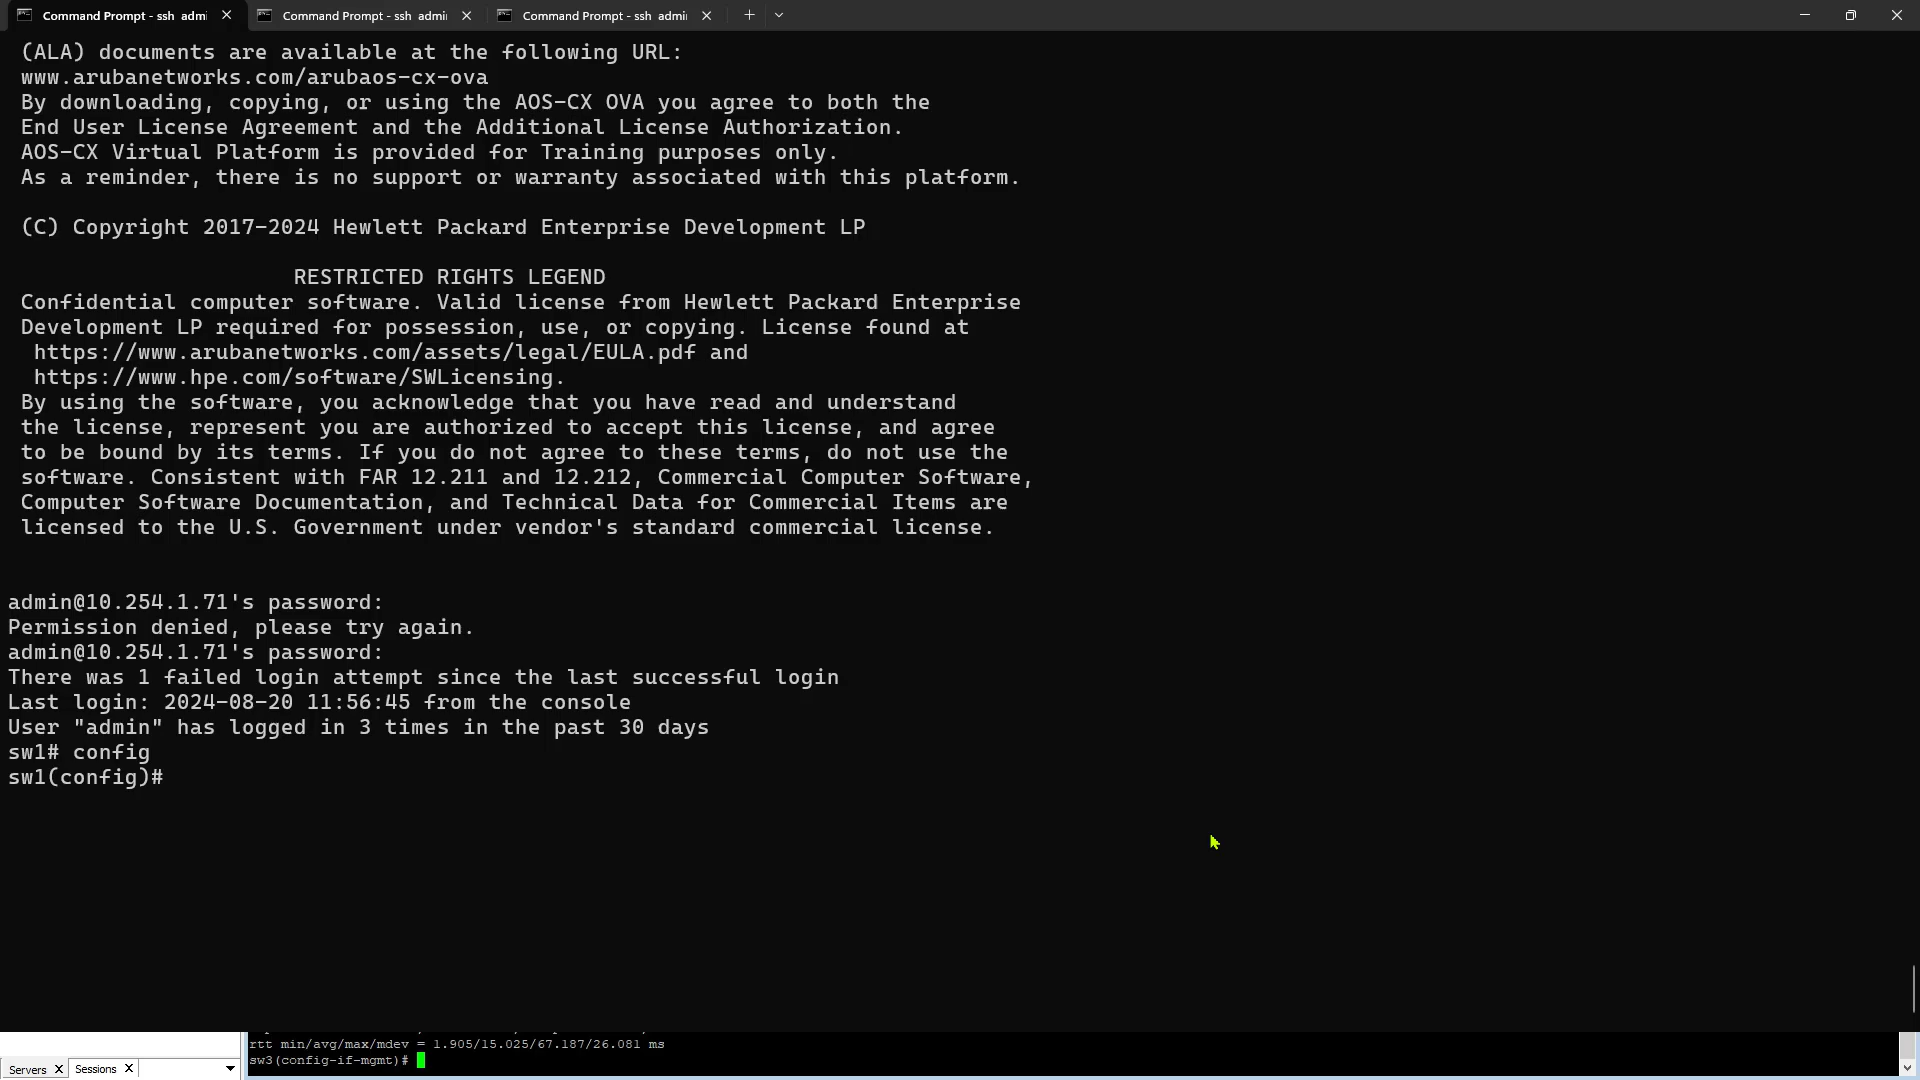 Command Prompt - ssh admi
Command Prompt - ssh admin
Command Prompt - ssh admin
(ALA) documents are available at the following URL:
www.arubanetworks.com/arubaos-cx-ova
By downloading, copying, or using the AOS-CX OVA you agree to both the
End User License Agreement and the Additional License Authorization.
AOS-CX Virtual Platform is provided for Training purposes only.
As a reminder, there is no support or warranty associated with this platform.
(C) Copyright 2017-2024 Hewlett Packard Enterprise Development LP
RESTRICTED RIGHTS LEGEND
Confidential computer software. Valid license from Hewlett Packard Enterprise
Development LP required for possession, use, or copying. License found at
https://www.arubanetworks.com/assets/legal/EULA.pdf and
https://www.hpe.com/software/SWLicensing.
By using the software, you acknowledge that you have read and understand
the license, represent you are authorized to accept this license, and agree
to be bound by its terms. If you do not agree to these terms, do not use the
software. Consistent with FAR 12.211 and 12.212, Commercial Computer Software,
Computer Software Documentation, and Technical Data for Commercial Items are
licensed to the U.S. Government under vendor's standard commercial license.
admin@10.254.1.71's password:
Permission denied, please try again.
admin@10.254.1.71's password:
There was 1 failed login attempt since the last successful login
Last login: 2024-08-20 11:56:45 from the console
User "admin" has logged in 3 times in the past 30 days
sw1# config
sw1(config)#
rtt min/avg/max/mdev = 1.905/15.025/67.187/26.081 ms
sw3(config-if-mgmt)#
Servers
Sessions